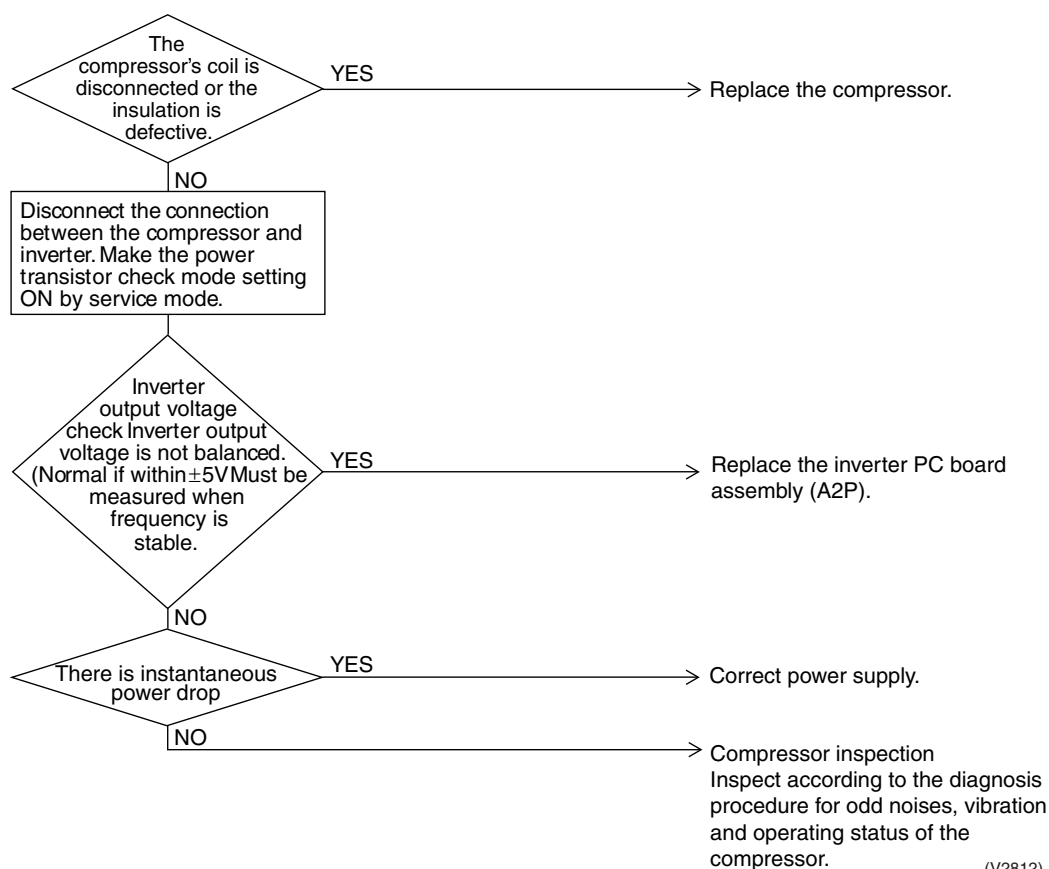 The
compressor's coil is
disconnected or the
insulation is
defective.
YES
Replace the compressor.
NO
Disconnect the connection
between the compressor and
inverter. Make the power
transistor check mode setting
ON by service mode.
Inverter
output voltage
check Inverter output
voltage is not balanced.
(Normal if within±5V Must be
measured when
frequency is
stable.
YES
Replace the inverter PC board
assembly (A2P).
NO
There is instantaneous
power drop
YES
Correct power supply.
NO
Compressor inspection
Inspect according to the diagnosis
procedure for odd noises, vibration
and operating status of the
compressor.
(V2812)